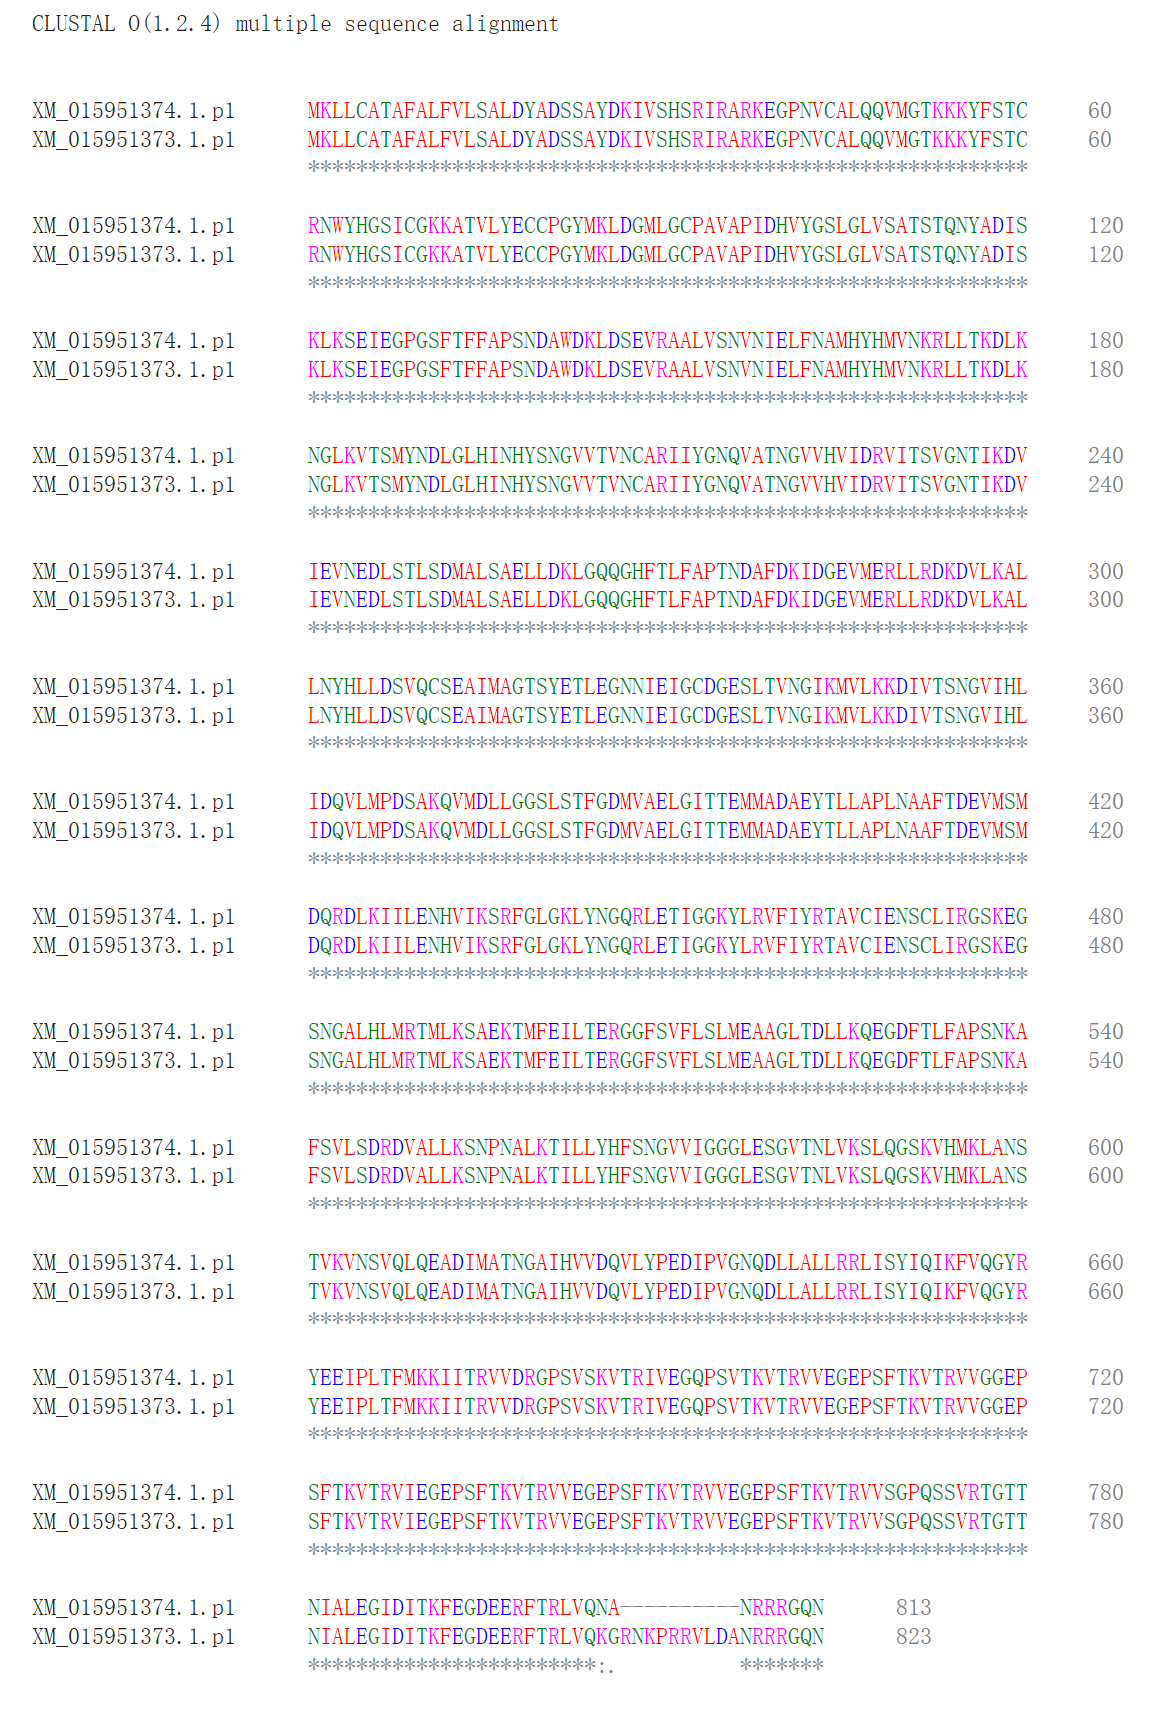 CLUSTAL O(1.2.4) multiple sequence alignment
XM_015951374.1.p1 MKLLCATAFALFVLSALDYADSSAYDKIVSHSRIRARKEGPNVCALQQVMGTKKKYFSTC 60
XM_015951373.1.p1 MKLLCATAFALFVLSALDYADSSAYDKIVSHSRIRARKEGPNVCALQQVMGTKKKYFSTC 60
************************************************************
XM_015951374.1.p1 RNWYHGSICGKKATVLYECCPGYMKLDGMLGCPAVAPIDHVYGSLGLVSATSTQNYADIS 120
XM_015951373.1.p1 RNWYHGSICGKKATVLYECCPGYMKLDGMLGCPAVAPIDHVYGSLGLVSATSTQNYADIS 120
************************************************************
XM_015951374.1.p1 KLKSEIEGPGSFTFFAPSNDAWDKLDSEVRAALVSNVNIELFNAMHYHMVNKRLLTKDLK 180
XM_015951373.1.p1 KLKSEIEGPGSFTFFAPSNDAWDKLDSEVRAALVSNVNIELFNAMHYHMVNKRLLTKDLK 180
************************************************************
XM_015951374.1.p1 NGLKVTSMYNDLGLHINHYSNGVVTVNCARIIYGNQVATNGVVHVIDRVITSVGNTIKDV 240
XM_015951373.1.p1 NGLKVTSMYNDLGLHINHYSNGVVTVNCARIIYGNQVATNGVVHVIDRVITSVGNTIKDV 240
************************************************************
XM_015951374.1.p1 IEVNEDLSTLSDMALSAELLDKLGQQGHFTLFAPTNDAFDKIDGEVMERLLRDKDVLKAL 300
XM_015951373.1.p1 IEVNEDLSTLSDMALSAELLDKLGQQGHFTLFAPTNDAFDKIDGEVMERLLRDKDVLKAL 300
************************************************************
XM_015951374.1.p1 LNYHLLDSVQCSEAIMAGTSYETLEGNNIEIGCDGESLTVNGIKMVLKKDIVTSNGVIHL 360
XM_015951373.1.p1 LNYHLLDSVQCSEAIMAGTSYETLEGNNIEIGCDGESLTVNGIKMVLKKDIVTSNGVIHL 360
************************************************************
XM_015951374.1.p1 IDQVLMPDSAKQVMDLLGGSLSTFGDMVAELGITTEMMADAEYTLLAPLNAAFTDEVMSM 420
XM_015951373.1.p1 IDQVLMPDSAKQVMDLLGGSLSTFGDMVAELGITTEMMADAEYTLLAPLNAAFTDEVMSM 420
************************************************************
XM_015951374.1.p1 DQRDLKIILENHVIKSRFGLGKLYNGQRLETIGGKYLRVFIYRTAVCIENSCLIRGSKEG 480
XM_015951373.1.p1 DQRDLKIILENHVIKSRFGLGKLYNGQRLETIGGKYLRVFIYRTAVCIENSCLIRGSKEG 480
************************************************************
XM_015951374.1.p1 SNGALHLMRTMLKSAEKTMFEILTERGGFSVFLSLMEAAGLTDLLKQEGDFTLFAPSNKA 540
XM_015951373.1.p1 SNGALHLMRTMLKSAEKTMFEILTERGGFSVFLSLMEAAGLTDLLKQEGDFTLFAPSNKA 540
************************************************************
XM_015951374.1.p1 FSVLSDRDVALLKSNPNALKTILLYHFSNGVVIGGGLESGVTNLVKSLQGSKVHMKLANS 600
XM_015951373.1.p1 FSVLSDRDVALLKSNPNALKTILLYHFSNGVVIGGGLESGVTNLVKSLQGSKVHMKLANS 600
************************************************************
XM_015951374.1.p1 TVKVNSVQLQEADIMATNGAIHVVDQVLYPEDIPVGNQDLLALLRRLISYIQIKFVQGYR 660
XM_015951373.1.p1 TVKVNSVQLQEADIMATNGAIHVVDQVLYPEDIPVGNQDLLALLRRLISYIQIKFVQGYR 660
************************************************************
XM_015951374.1.p1 YEEIPLTFMKKIITRVVDRGPSVSKVTRIVEGQPSVTKVTRVVEGEPSFTKVTRVVGGEP 720
XM_015951373.1.p1 YEEIPLTFMKKIITRVVDRGPSVSKVTRIVEGQPSVTKVTRVVEGEPSFTKVTRVVGGEP 720
************************************************************
XM_015951374.1.p1 SFTKVTRVIEGEPSFTKVTRVVEGEPSFTKVTRVVEGEPSFTKVTRVVSGPQSSVRTGTT 780
XM_015951373.1.p1 SFTKVTRVIEGEPSFTKVTRVVEGEPSFTKVTRVVEGEPSFTKVTRVVSGPQSSVRTGTT 780
************************************************************
XM_015951374.1.p1 NIALEGIDITKFEGDEERFTRLVQNA----------NRRRGQN 813
XM_015951373.1.p1 NIALEGIDITKFEGDEERFTRLVQKGRNKPRRVLDANRRRGQN 823
************************:. *******